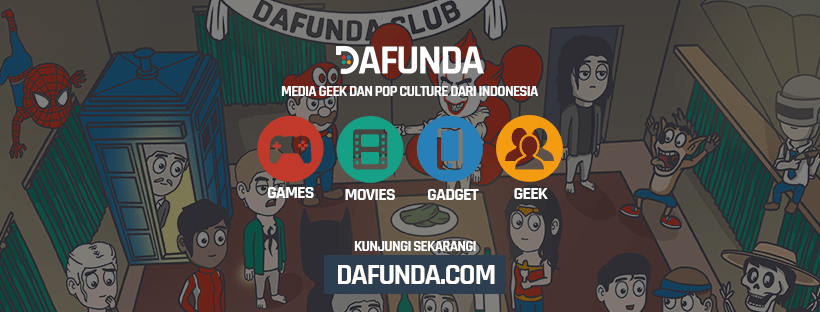 DAFUNDA CLUB
DAFUNDA
MEDIA GEEK DAN POP CULTURE DARI INDONESIA
GAMES
MOVIES
GADGET
GEEK
KUNJUNGI SEKARANG!
DAFUNDA.COM